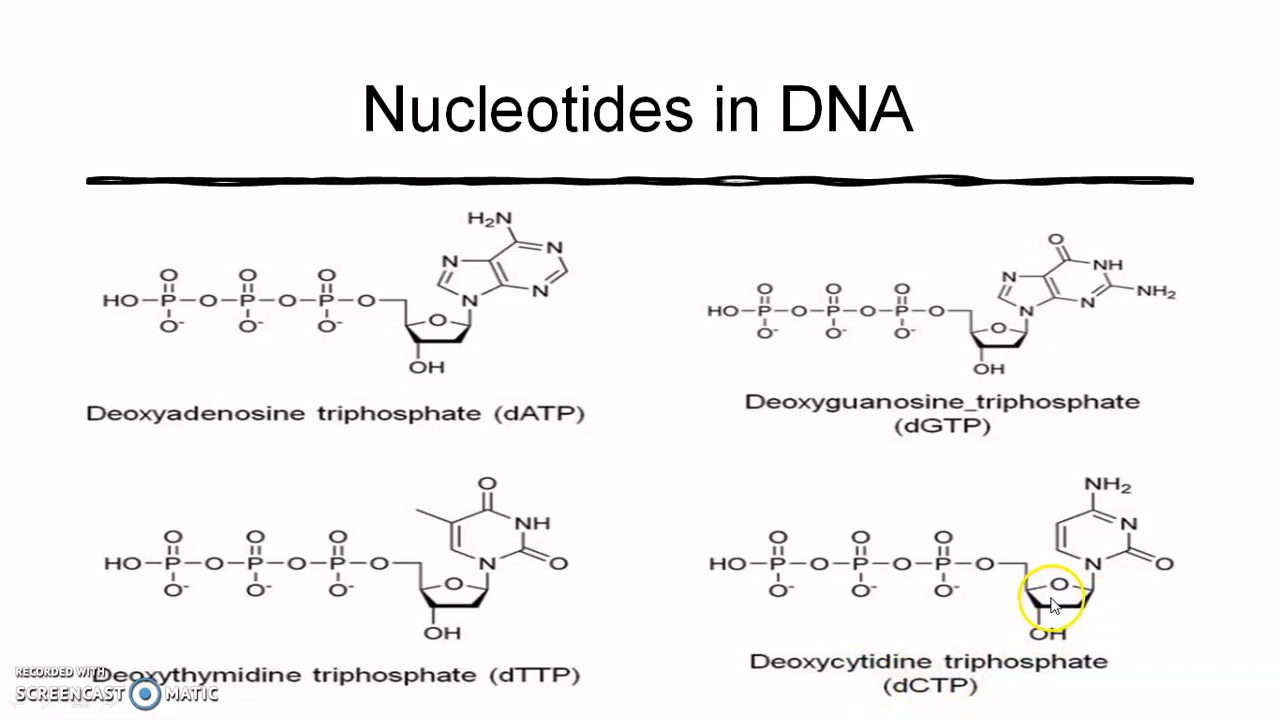 Nucleotides in DNA
H₂N
N
N
N
N
O
O
O
HO—P—O—P—O—P—O
O⁻
O⁻
O⁻
O
OH
Deoxyadenosine triphosphate (dATP)
O
N
NH
N
N
NH₂
O
O
O
HO—P—O—P—O—P—O
O⁻
O⁻
O⁻
O
OH
Deoxyguanosine_triphosphate
(dGTP)
O
NH
N
O
O
O
O
HO—P—O—P—O—P—O
O⁻
O⁻
O⁻
O
OH
Deoxythymidine triphosphate (dTTP)
NH₂
N
N
O
O
O
O
HO—P—O—P—O—P—O
O⁻
O⁻
O⁻
O
OH
Deoxycytidine triphosphate
(dCTP)
RECORDED WITH
SCREENCAST MATIC